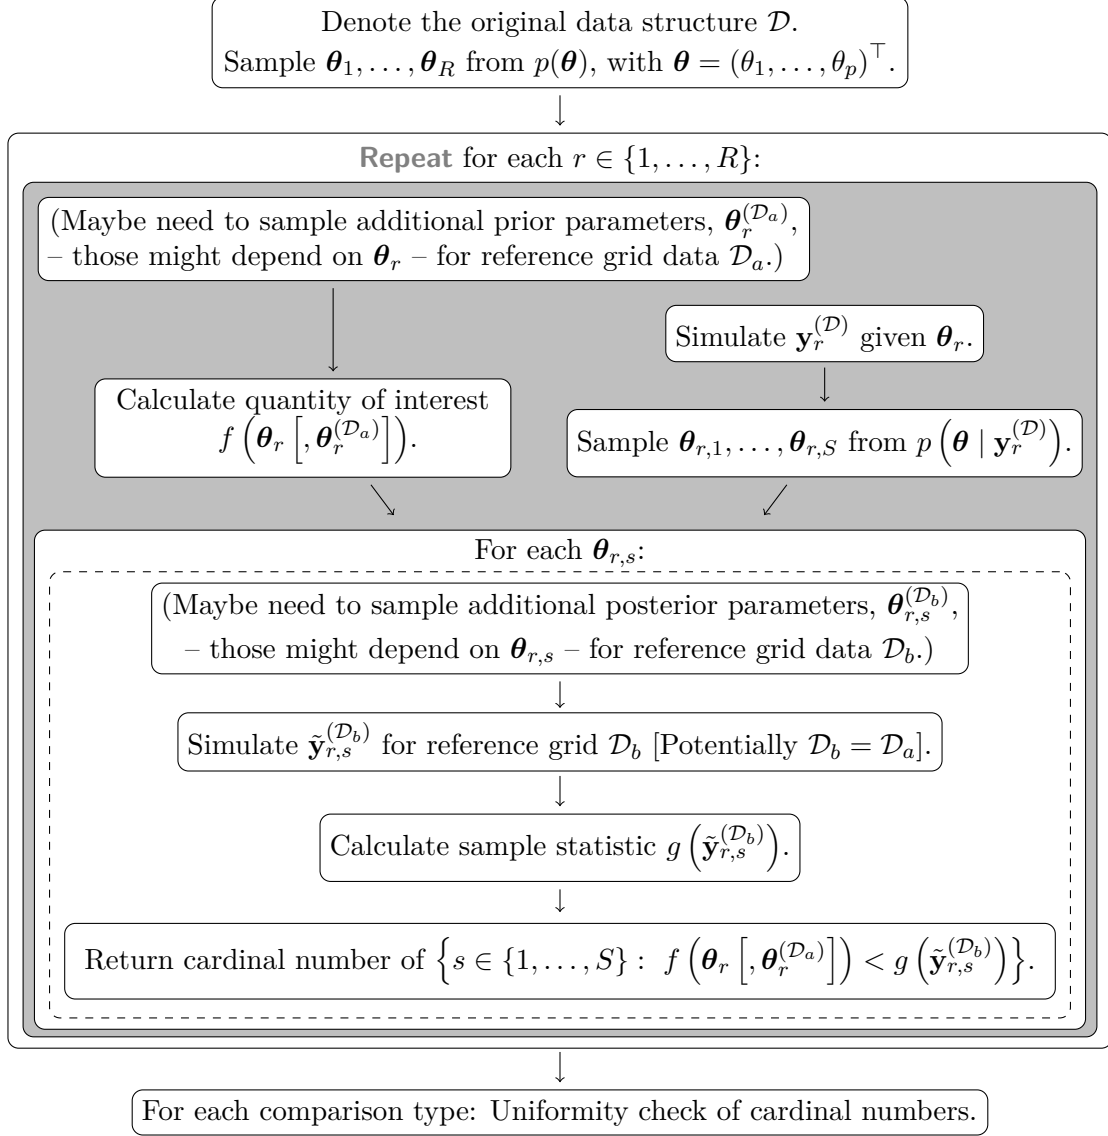 Denote the original data structure 𝒟.
Sample 𝜽₁, …, 𝜽_R from p(𝜽), with 𝜽 = (θ₁, …, θₚ)^⊤.
Repeat for each r ∈ {1, …, R}:
(Maybe need to sample additional prior parameters, 𝜽_r^(𝒟_a),
– those might depend on 𝜽_r – for reference grid data 𝒟_a.)
Simulate 𝐲_r^(𝒟) given 𝜽_r.
Calculate quantity of interest
f (𝜽_r [, 𝜽_r^(𝒟_a)]).
Sample 𝜽_{r,1}, …, 𝜽_{r,S} from p (𝜽 | 𝐲_r^(𝒟)).
For each 𝜽_{r,s}:
(Maybe need to sample additional posterior parameters, 𝜽_{r,s}^(𝒟_b),
– those might depend on 𝜽_{r,s} – for reference grid data 𝒟_b.)
Simulate ỹ_{r,s}^(𝒟_b) for reference grid 𝒟_b [Potentially 𝒟_b = 𝒟_a].
Calculate sample statistic g (ỹ_{r,s}^(𝒟_b)).
Return cardinal number of {s ∈ {1, …, S} : f (𝜽_r [, 𝜽_r^(𝒟_a)]) < g (ỹ_{r,s}^(𝒟_b))}.
For each comparison type: Uniformity check of cardinal numbers.